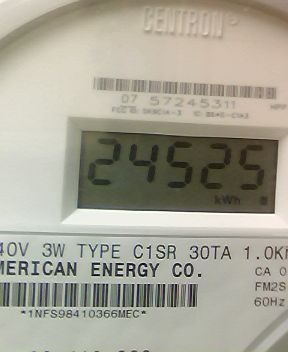 CENTRON
07 57245311
24525
kWh
40V 3W TYPE C1SR 30TA 1.0K
MERICAN ENERGY CO.
CA 0
FM2S
60Hz
*1NFS98410366MEC*